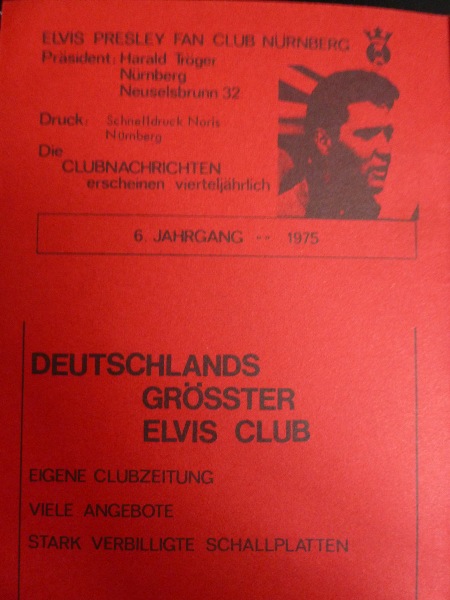 ELVIS PRESLEY FAN CLUB NÜRNBERG
Präsident: Harald Tröger
Nürnberg
Neuselsbrunn 32
Druck: Schnelldruck Noris
Nürnberg
Die
CLUBNACHRICHTEN
erscheinen vierteljährlich
6. JAHRGANG -- 1975
DEUTSCHLANDS
GRÖSSTER
ELVIS CLUB
EIGENE CLUBZEITUNG
VIELE ANGEBOTE
STARK VERBILLIGTE SCHALLPLATTEN